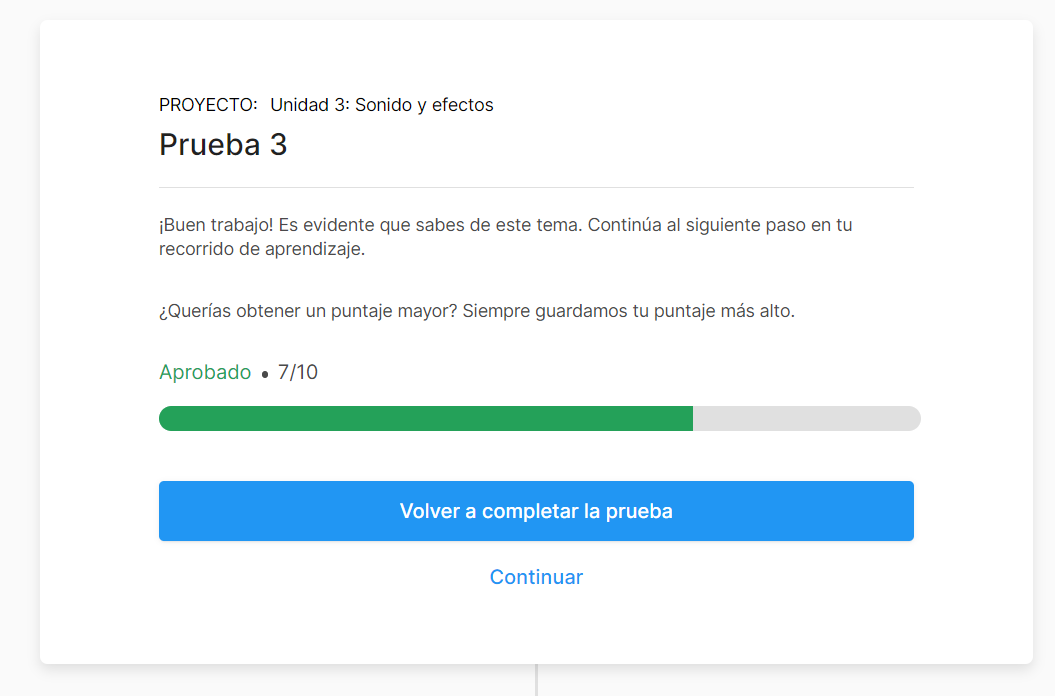 PROYECTO: Unidad 3: Sonido y efectos
Prueba 3
¡Buen trabajo! Es evidente que sabes de este tema. Continúa al siguiente paso en tu
recorrido de aprendizaje.
¿Querías obtener un puntaje mayor? Siempre guardamos tu puntaje más alto.
Aprobado • 7/10
Volver a completar la prueba
Continuar